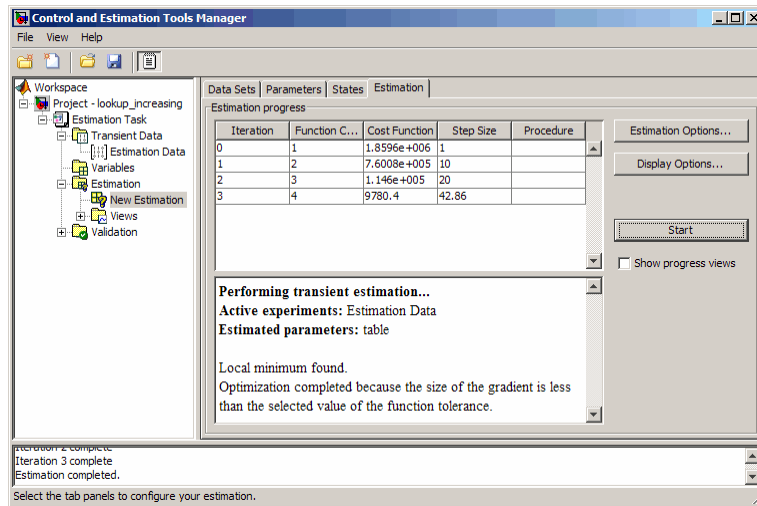 Control and Estimation Tools Manager
File View Help
Workspace
Project - lookup_increasing
Estimation Task
Transient Data
Estimation Data
Variables
Estimation
New Estimation
Views
Validation
Data Sets Parameters States Estimation
Estimation progress
Iteration Function C... Cost Function Step Size Procedure
0 1 1.8596e+006 1
1 2 7.6008e+005 10
2 3 1.146e+005 20
3 4 9780.4 42.86
Estimation Options...
Display Options...
Start
Show progress views
Performing transient estimation...
Active experiments: Estimation Data
Estimated parameters: table
Local minimum found.
Optimization completed because the size of the gradient is less
than the selected value of the function tolerance.
Iteration 2 complete
Iteration 3 complete
Estimation completed.
Select the tab panels to configure your estimation.